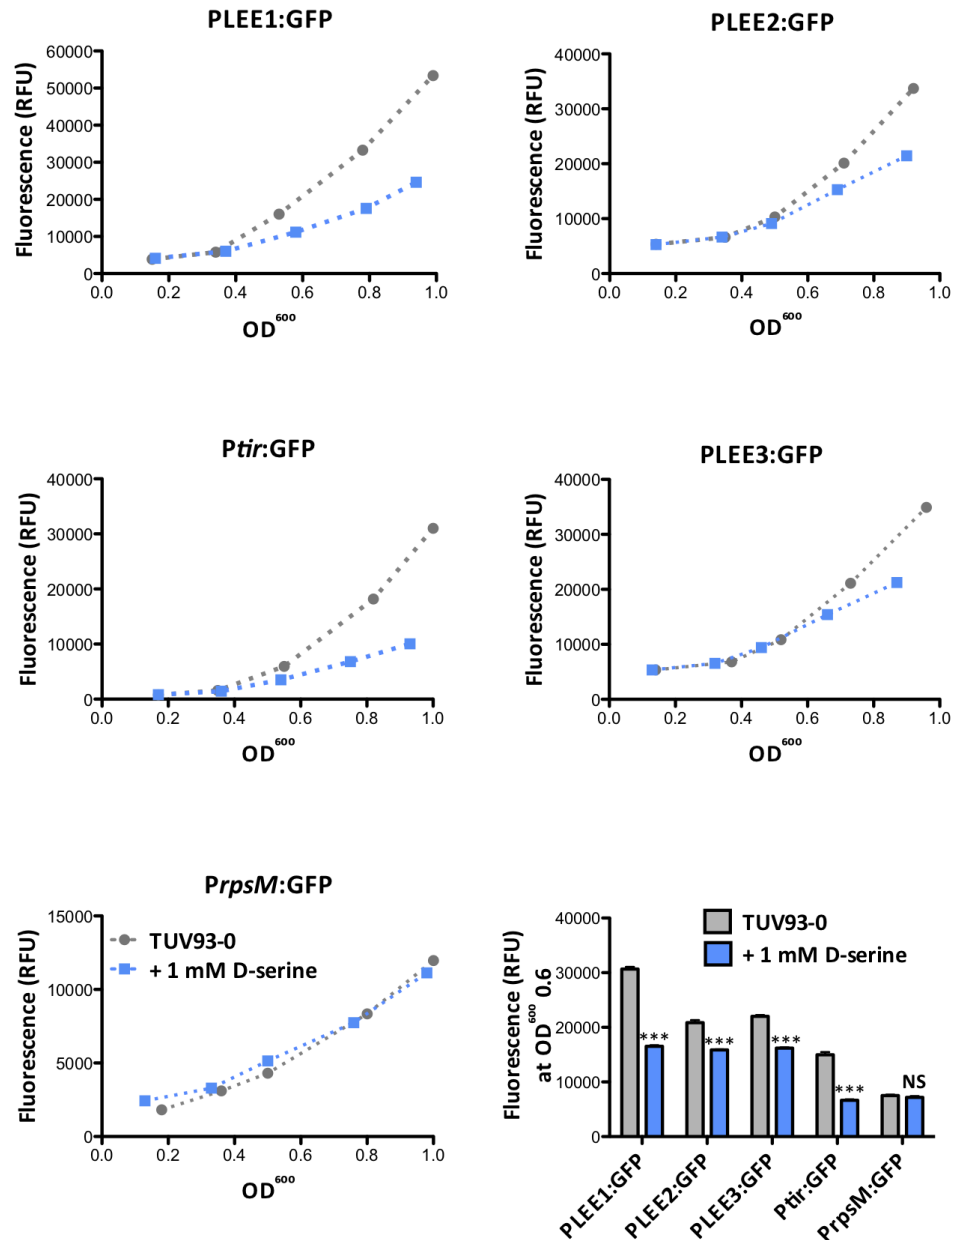 PLEE1:GFP
Fluorescence (RFU)
60000
50000
40000
30000
20000
10000
0
0.0 0.2 0.4 0.6 0.8 1.0
OD⁶⁰⁰
PLEE2:GFP
Fluorescence (RFU)
40000
30000
20000
10000
0
0.0 0.2 0.4 0.6 0.8 1.0
OD⁶⁰⁰
Ptir:GFP
Fluorescence (RFU)
40000
30000
20000
10000
0
0.0 0.2 0.4 0.6 0.8 1.0
OD⁶⁰⁰
PLEE3:GFP
Fluorescence (RFU)
40000
30000
20000
10000
0
0.0 0.2 0.4 0.6 0.8 1.0
OD⁶⁰⁰
PrpsM:GFP
Fluorescence (RFU)
15000
10000
5000
0
TUV93-0
+ 1 mM D-serine
0.0 0.2 0.4 0.6 0.8 1.0
OD⁶⁰⁰
Fluorescence (RFU)
at OD⁶⁰⁰ 0.6
40000
30000
20000
10000
0
TUV93-0
+ 1 mM D-serine
*** *** *** *** NS
PLEE1:GFP
PLEE2:GFP
PLEE3:GFP
Ptir:GFP
PrpsM:GFP